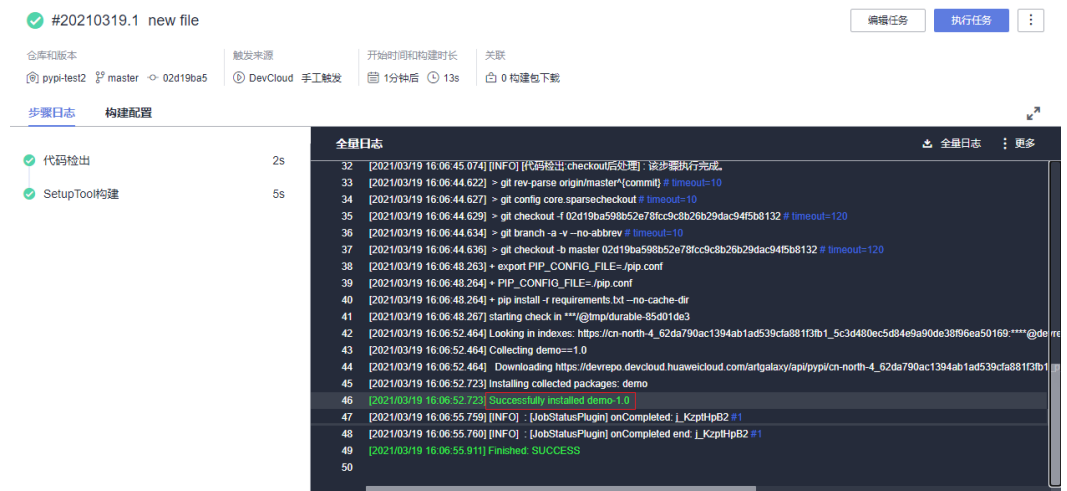 #20210319.1 new file
编辑任务 执行任务
仓库和版本 触发来源 开始时间和构建时长 关联
pypi-test2 master 02d19ba5 DevCloud 手工触发 1分钟后 13s 0 构建包下载
步骤日志 构建配置
代码检出 2s
SetupTool构建 5s
全量日志 全量日志 更多
32 [2021/03/19 16:06:45.074] [INFO] [代码检出:checkout后处理] : 该步骤执行完成。
33 [2021/03/19 16:06:44.622] > git rev-parse origin/master^{commit} # timeout=10
34 [2021/03/19 16:06:44.627] > git config core.sparsecheckout # timeout=10
35 [2021/03/19 16:06:44.629] > git checkout -f 02d19ba598b52e78fcc9c8b26b29dac94f5b8132 # timeout=120
36 [2021/03/19 16:06:44.634] > git branch -a -v --no-abbrev # timeout=10
37 [2021/03/19 16:06:44.636] > git checkout -b master 02d19ba598b52e78fcc9c8b26b29dac94f5b8132 # timeout=120
38 [2021/03/19 16:06:48.263] + export PIP_CONFIG_FILE=./pip.conf
39 [2021/03/19 16:06:48.264] + PIP_CONFIG_FILE=./pip.conf
40 [2021/03/19 16:06:48.264] + pip install -r requirements.txt --no-cache-dir
41 [2021/03/19 16:06:48.267] starting check in ***/@tmp/durable-85d01de3
42 [2021/03/19 16:06:52.464] Looking in indexes: https://cn-north-4_62da790ac1394ab1ad539cfa881f3fb1_5c3d480ec5d84e9a90de38f96ea50169:****@devre
43 [2021/03/19 16:06:52.464] Collecting demo==1.0
44 [2021/03/19 16:06:52.464] Downloading https://devrepo.devcloud.huaweicloud.com/artgalaxy/api/pypi/cn-north-4_62da790ac1394ab1ad539cfa881f3fb1_p
45 [2021/03/19 16:06:52.723] Installing collected packages: demo
46 [2021/03/19 16:06:52.723] Successfully installed demo-1.0
47 [2021/03/19 16:06:55.759] [INFO] : [JobStatusPlugin] onCompleted: j_KzptHpB2 #1
48 [2021/03/19 16:06:55.760] [INFO] : [JobStatusPlugin] onCompleted end: j_KzptHpB2 #1
49 [2021/03/19 16:06:55.911] Finished: SUCCESS
50